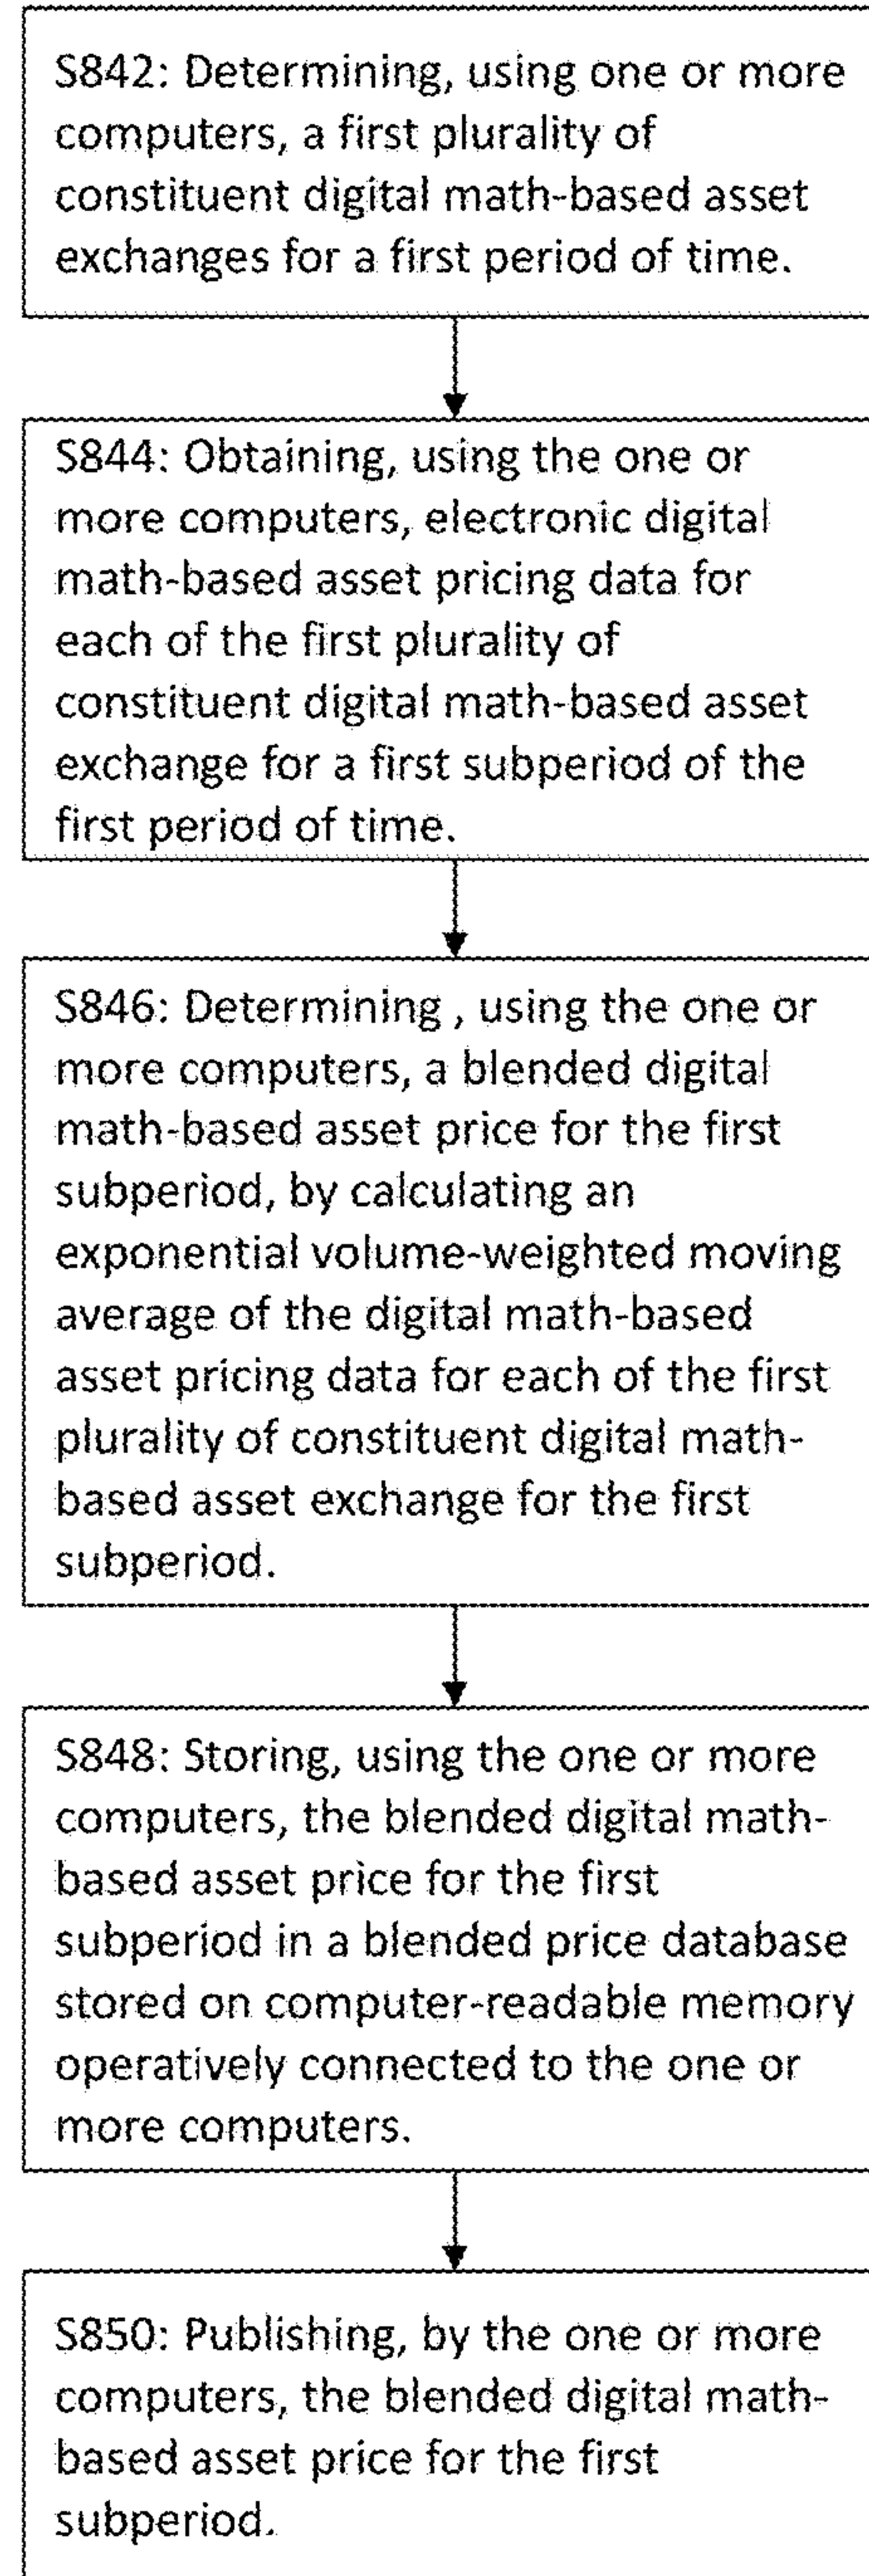 S842: Determining, using one or more
computers, a first plurality of
constituent digital math-based asset
exchanges for a first period of time.
S844: Obtaining, using the one or
more computers, electronic digital
math-based asset pricing data for
each of the first plurality of
constituent digital math-based asset
exchange for a first subperiod of the
first period of time.
S846: Determining , using the one or
more computers, a blended digital
math-based asset price for the first
subperiod, by calculating an
exponential volume-weighted moving
average of the digital math-based
asset pricing data for each of the first
plurality of constituent digital math-
based asset exchange for the first
subperiod.
S848: Storing, using the one or more
computers, the blended digital math-
based asset price for the first
subperiod in a blended price database
stored on computer-readable memory
operatively connected to the one or
more computers.
S850: Publishing, by the one or more
computers, the blended digital math-
based asset price for the first
subperiod.